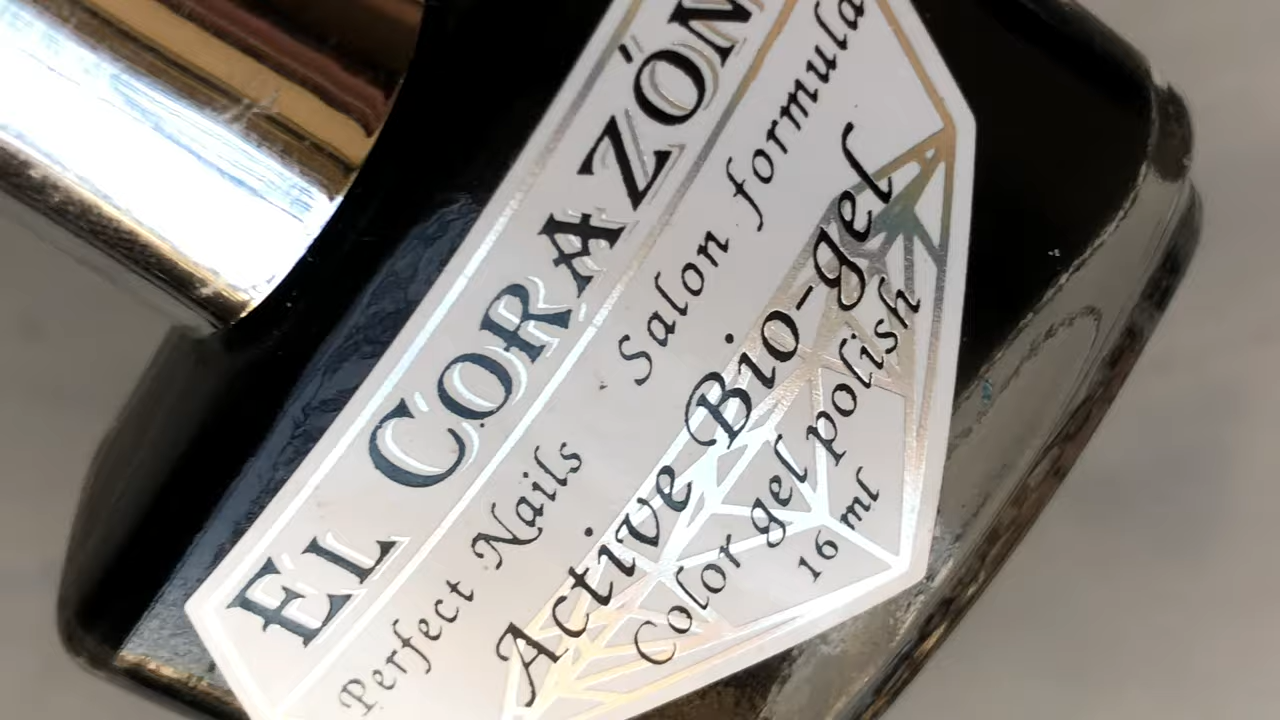 EL CORAZÓN
Perfect Nails Salon formula
Active Bio-gel
Color gel polish
16 ml